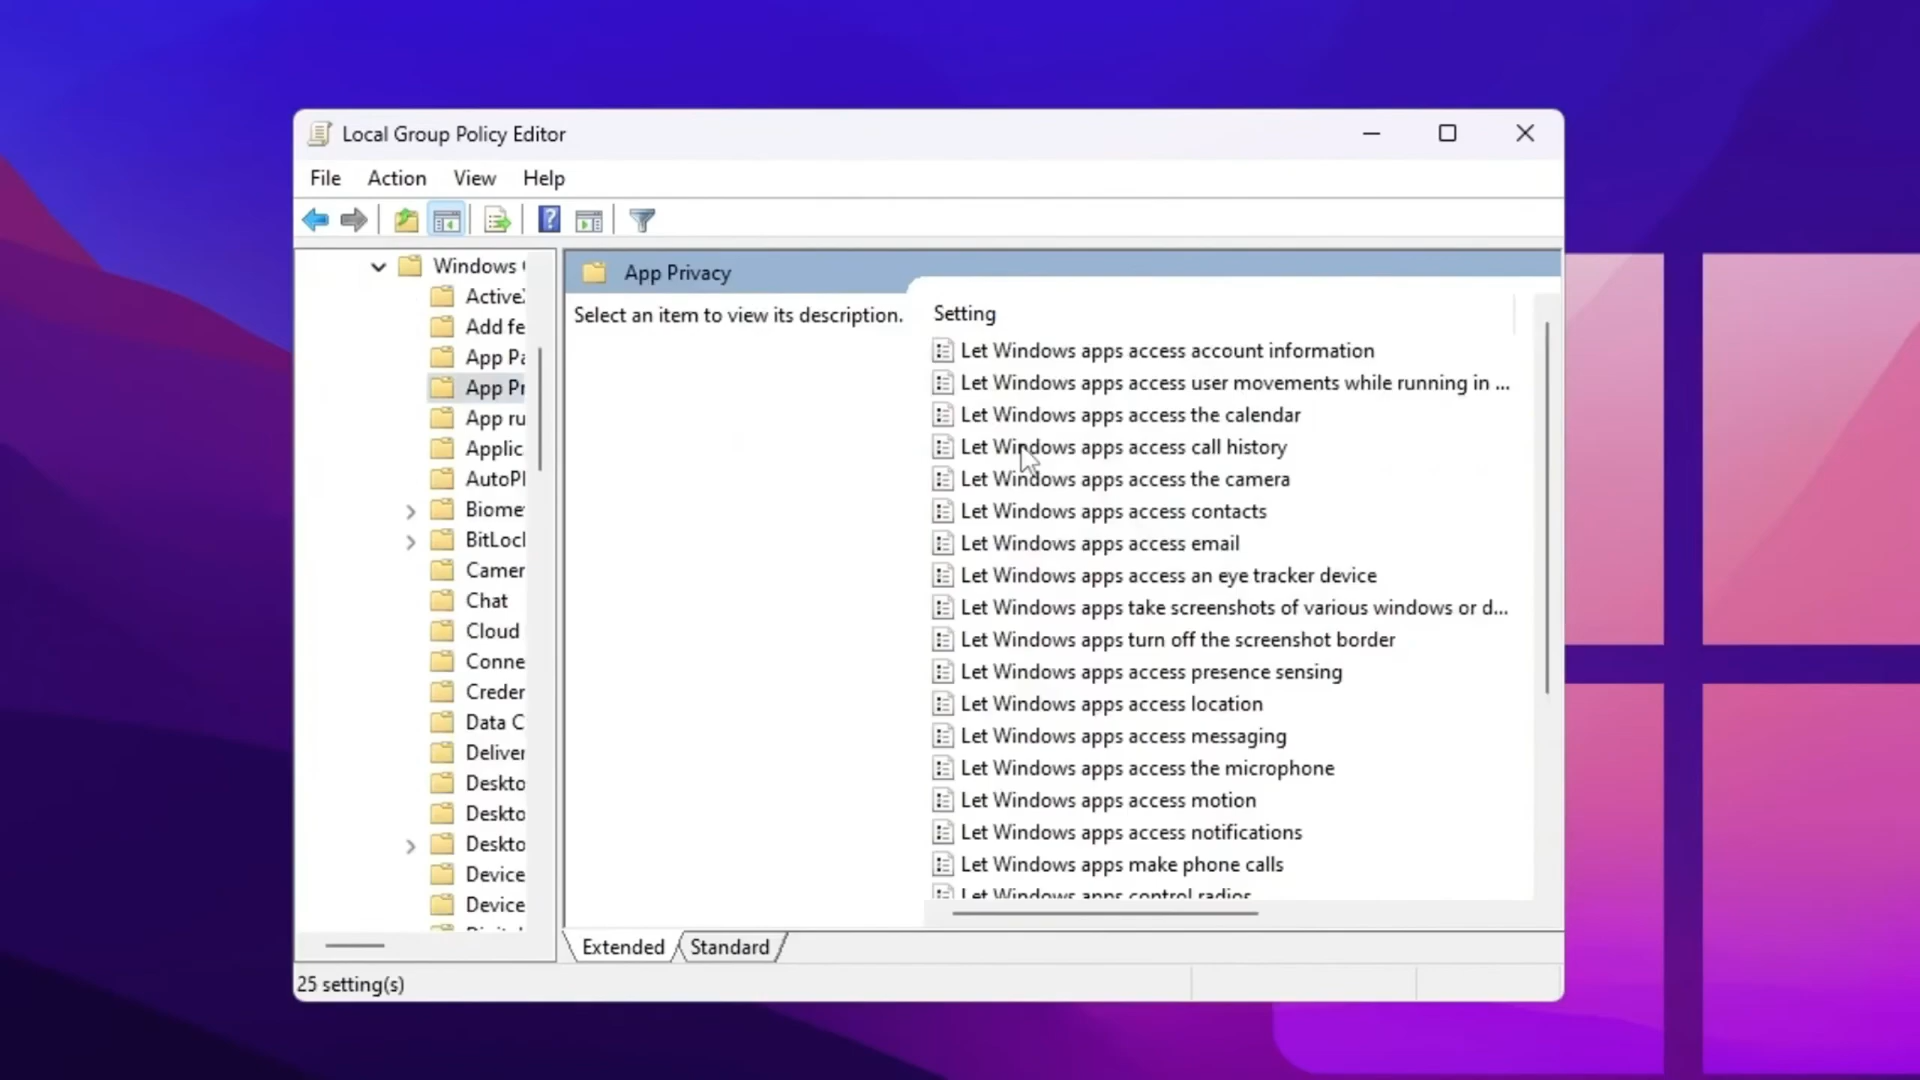 Local Group Policy Editor
File Action View Help
Windows
ActiveX
Add fe
App Pa
App Pr
App ru
Applic
AutoPl
Biome
BitLoc
Camer
Chat
Cloud
Conne
Creder
Data C
Deliver
Deskto
Deskto
Deskto
Device
Device
App Privacy
Select an item to view its description.
Setting
Let Windows apps access account information
Let Windows apps access user movements while running in ...
Let Windows apps access the calendar
Let Windows apps access call history
Let Windows apps access the camera
Let Windows apps access contacts
Let Windows apps access email
Let Windows apps access an eye tracker device
Let Windows apps take screenshots of various windows or d...
Let Windows apps turn off the screenshot border
Let Windows apps access presence sensing
Let Windows apps access location
Let Windows apps access messaging
Let Windows apps access the microphone
Let Windows apps access motion
Let Windows apps access notifications
Let Windows apps make phone calls
Let Windows apps control radios
Extended Standard
25 setting(s)